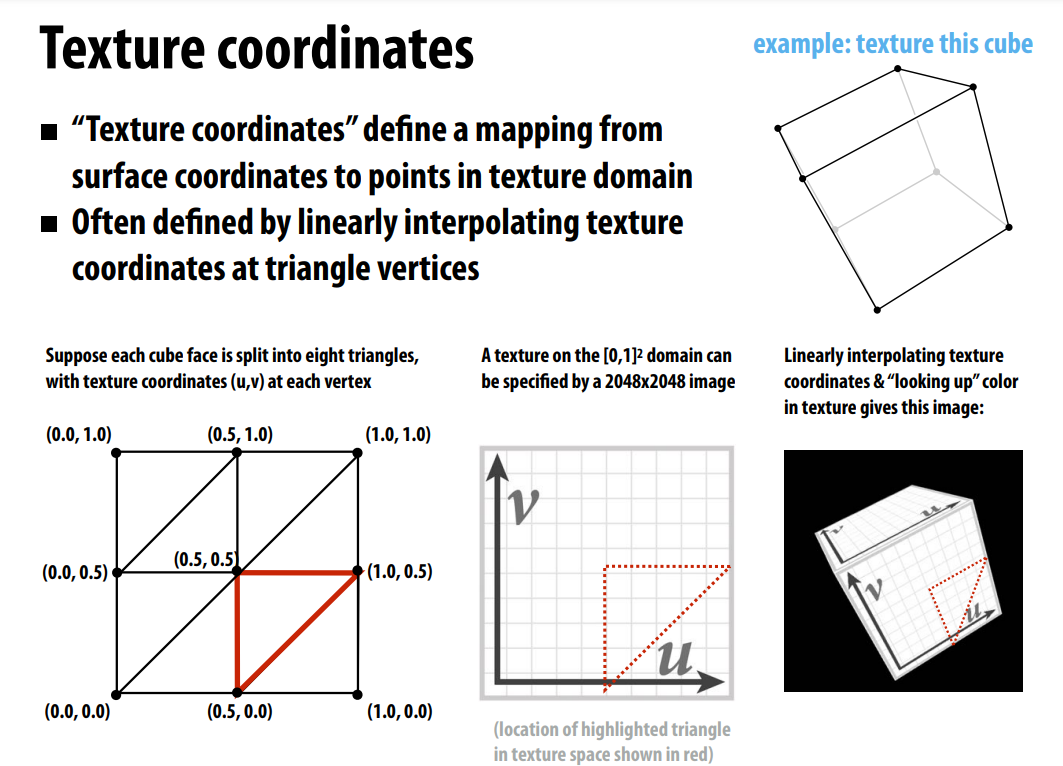 Texture coordinates
example: texture this cube
■ “Texture coordinates” define a mapping from
surface coordinates to points in texture domain
■ Often defined by linearly interpolating texture
coordinates at triangle vertices
Suppose each cube face is split into eight triangles,
with texture coordinates (u,v) at each vertex
(0.0, 1.0)
(0.5, 1.0)
(1.0, 1.0)
(0.0, 0.5)
(0.5, 0.5)
(1.0, 0.5)
(0.0, 0.0)
(0.5, 0.0)
(1.0, 0.0)
A texture on the [0,1]² domain can
be specified by a 2048x2048 image
v
u
(location of highlighted triangle
in texture space shown in red)
Linearly interpolating texture
coordinates & “looking up” color
in texture gives this image:
v
u
v
u